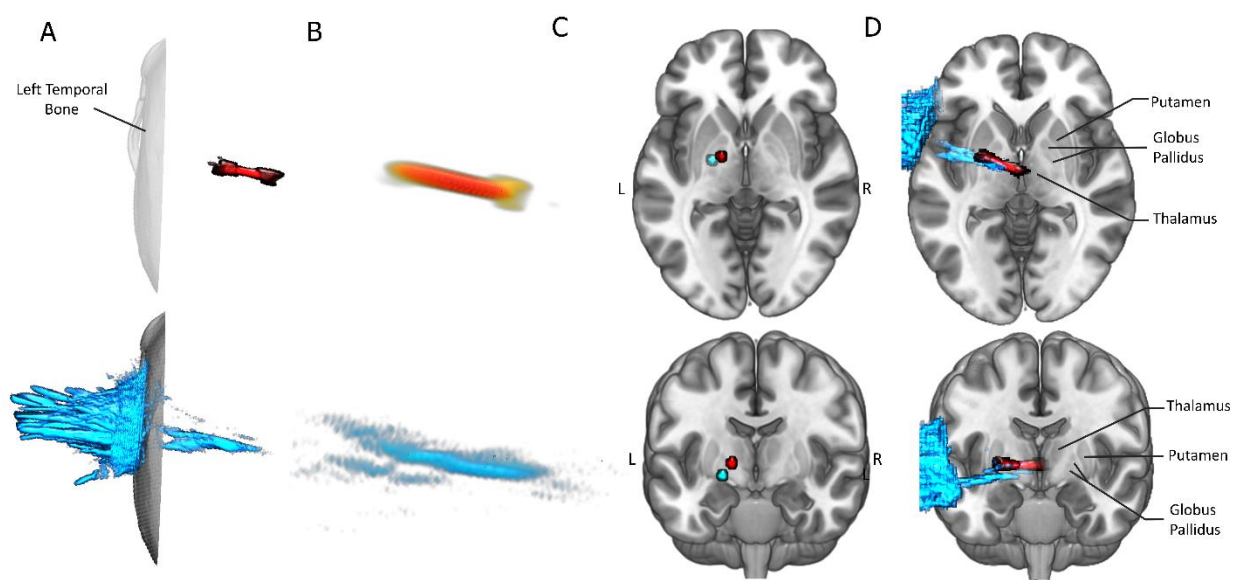 A
B
C
D
Left Temporal
Bone
Putamen
Globus
Pallidus
L
R
Thalamus
Thalamus
L
R
L
Putamen
Globus
Pallidus